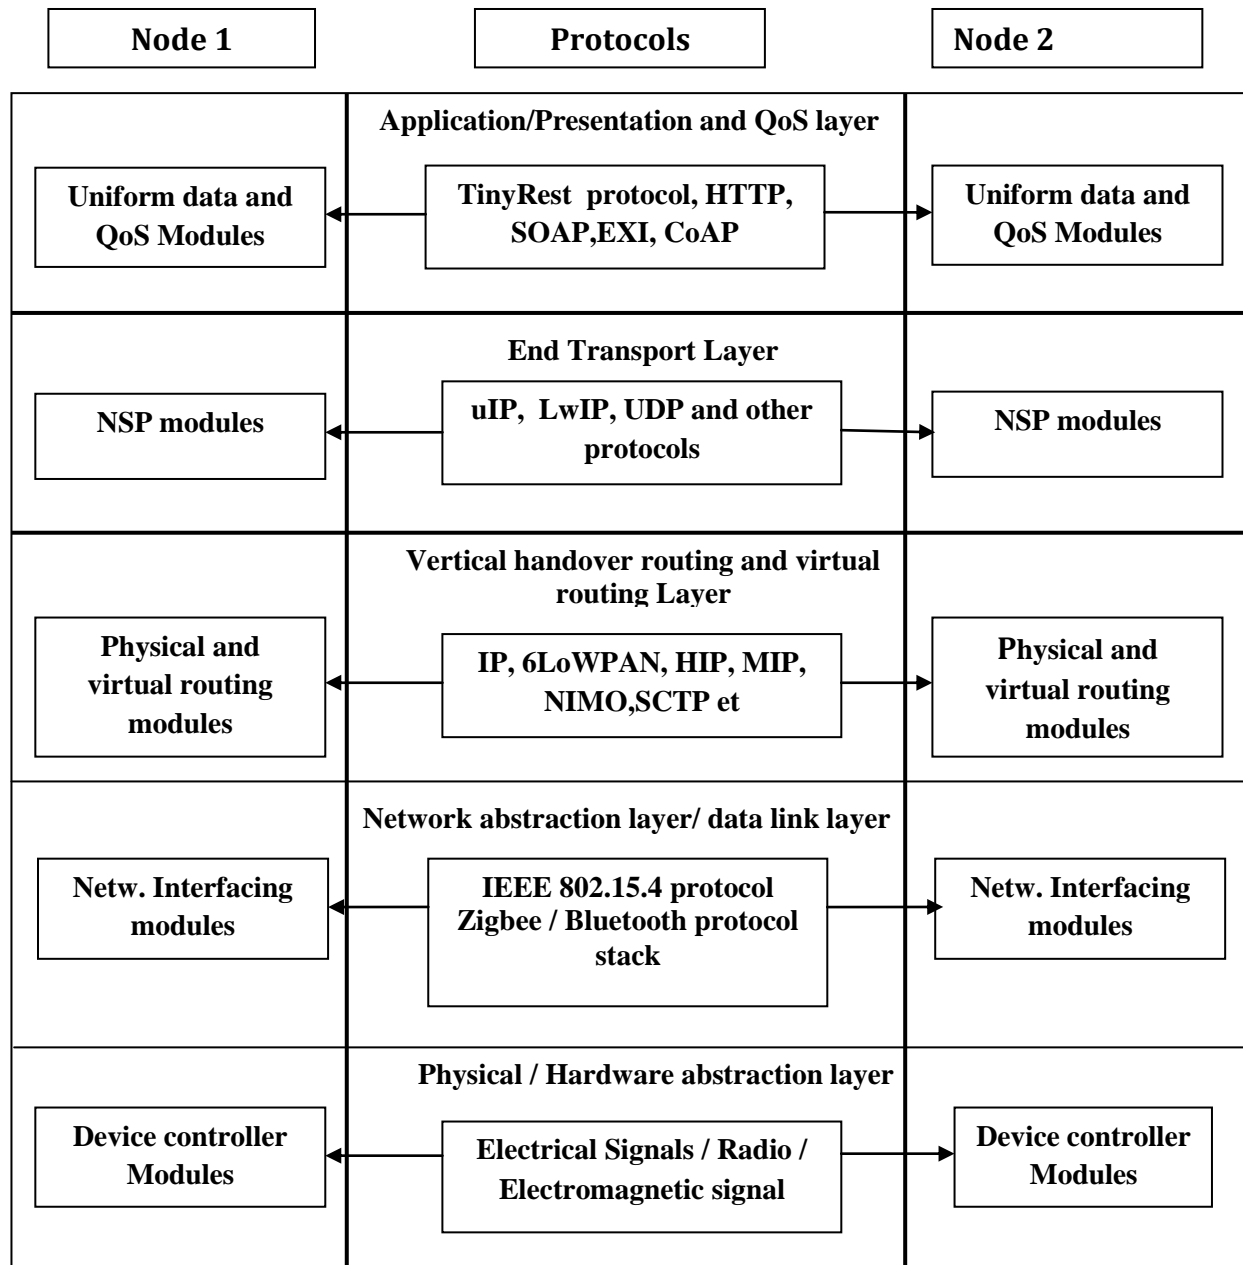 Node 1
Protocols
Node 2
Application/Presentation and QoS layer
Uniform data and
QoS Modules
TinyRest protocol, HTTP,
SOAP,EXI, CoAP
Uniform data and
QoS Modules
End Transport Layer
NSP modules
uIP, LwIP, UDP and other
protocols
NSP modules
Vertical handover routing and virtual
routing Layer
Physical and
virtual routing
modules
IP, 6LoWPAN, HIP, MIP,
NIMO,SCTP et
Physical and
virtual routing
modules
Network abstraction layer/ data link layer
Netw. Interfacing
modules
IEEE 802.15.4 protocol
Zigbee / Bluetooth protocol
stack
Netw. Interfacing
modules
Physical / Hardware abstraction layer
Device controller
Modules
Electrical Signals / Radio /
Electromagnetic signal
Device controller
Modules